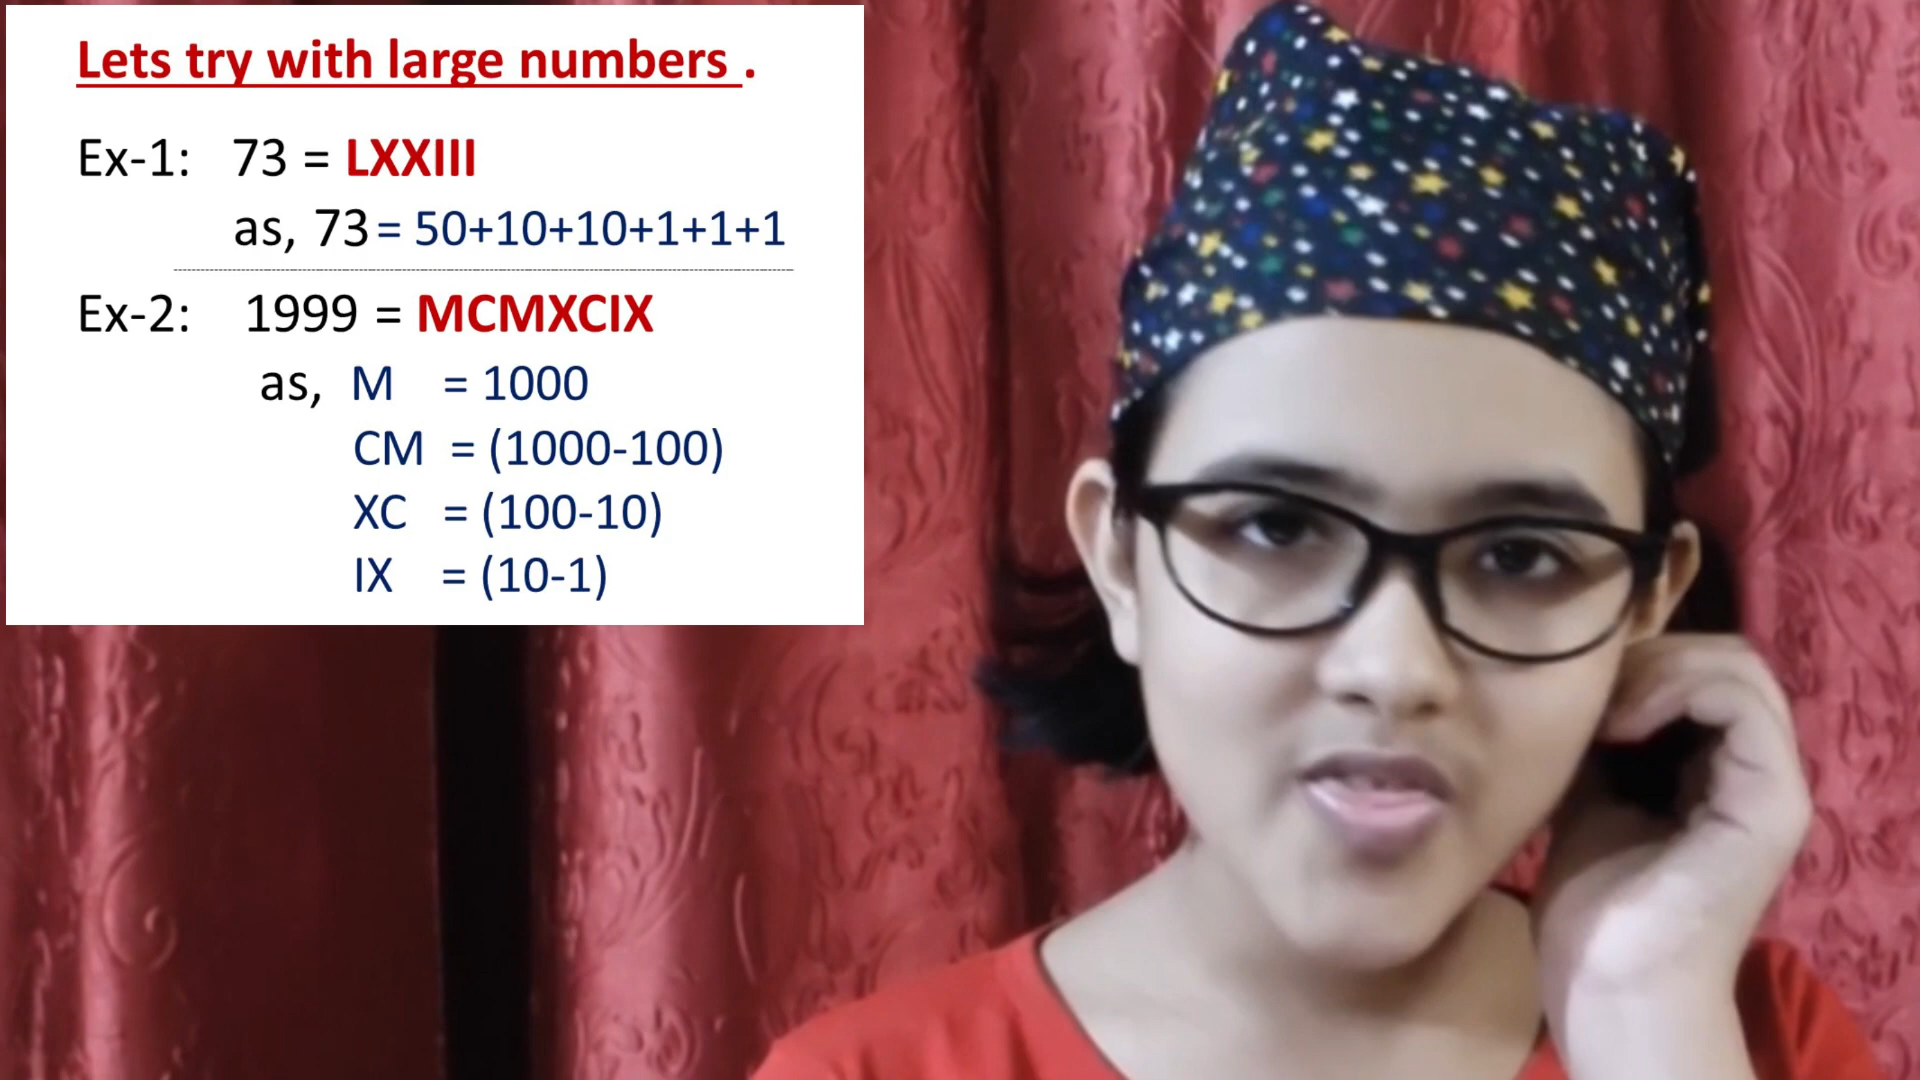 Lets try with large numbers .
Ex-1: 73 = LXXIII
as, 73 = 50+10+10+1+1+1
Ex-2: 1999 = MCMXCIX
as, M = 1000
CM = (1000-100)
XC = (100-10)
IX = (10-1)